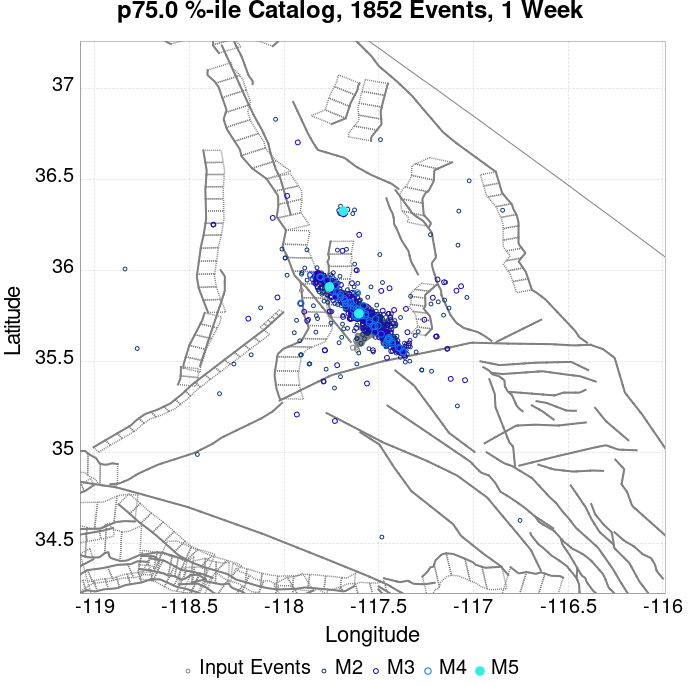 p75.0 %-ile Catalog, 1852 Events, 1 Week
37
36.5
36
35.5
35
34.5
Latitude
-119 -118.5 -118 -117.5 -117 -116.5 -116
Longitude
Input Events M2 M3 M4 M5